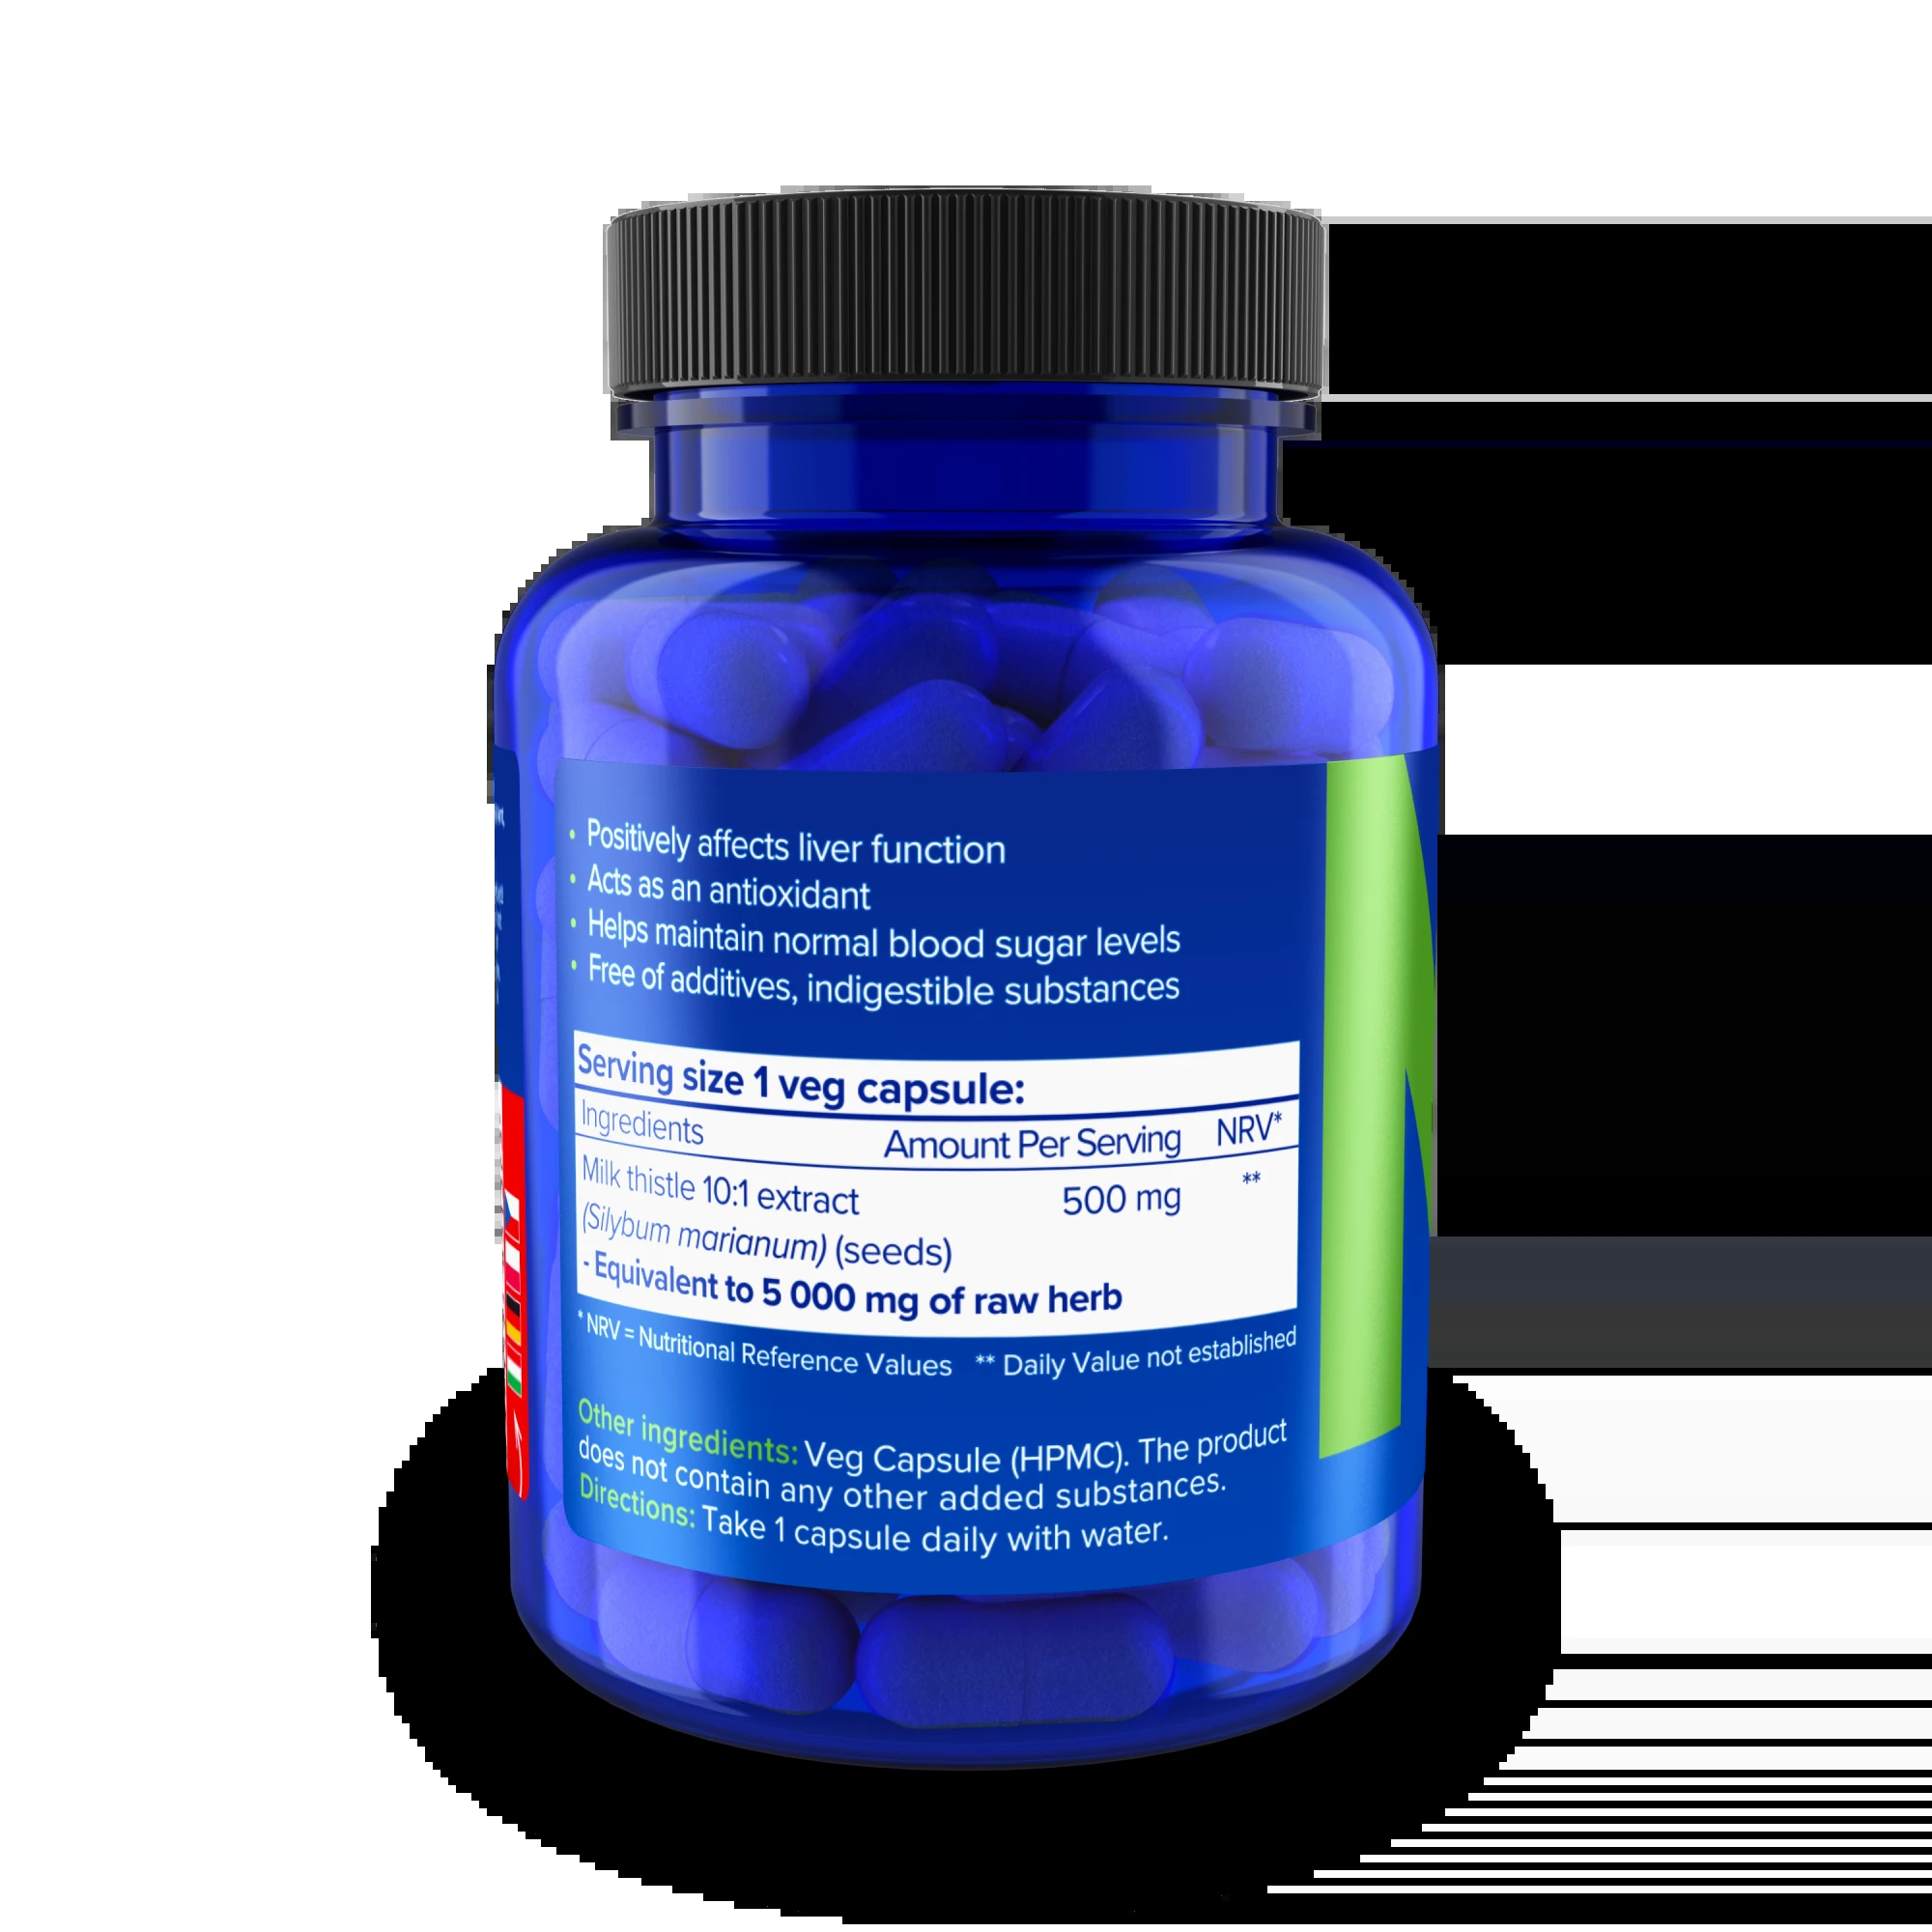 • Positively affects liver function
• Acts as an antioxidant
• Helps maintain normal blood sugar levels
• Free of additives, indigestible substances
Serving size 1 veg capsule:
Ingredients Amount Per Serving NRV*
Milk thistle 10:1 extract 500 mg **
(Silybum marianum) (seeds)
- Equivalent to 5 000 mg of raw herb
* NRV = Nutritional Reference Values ** Daily Value not established
Other ingredients: Veg Capsule (HPMC). The product
does not contain any other added substances.
Directions: Take 1 capsule daily with water.